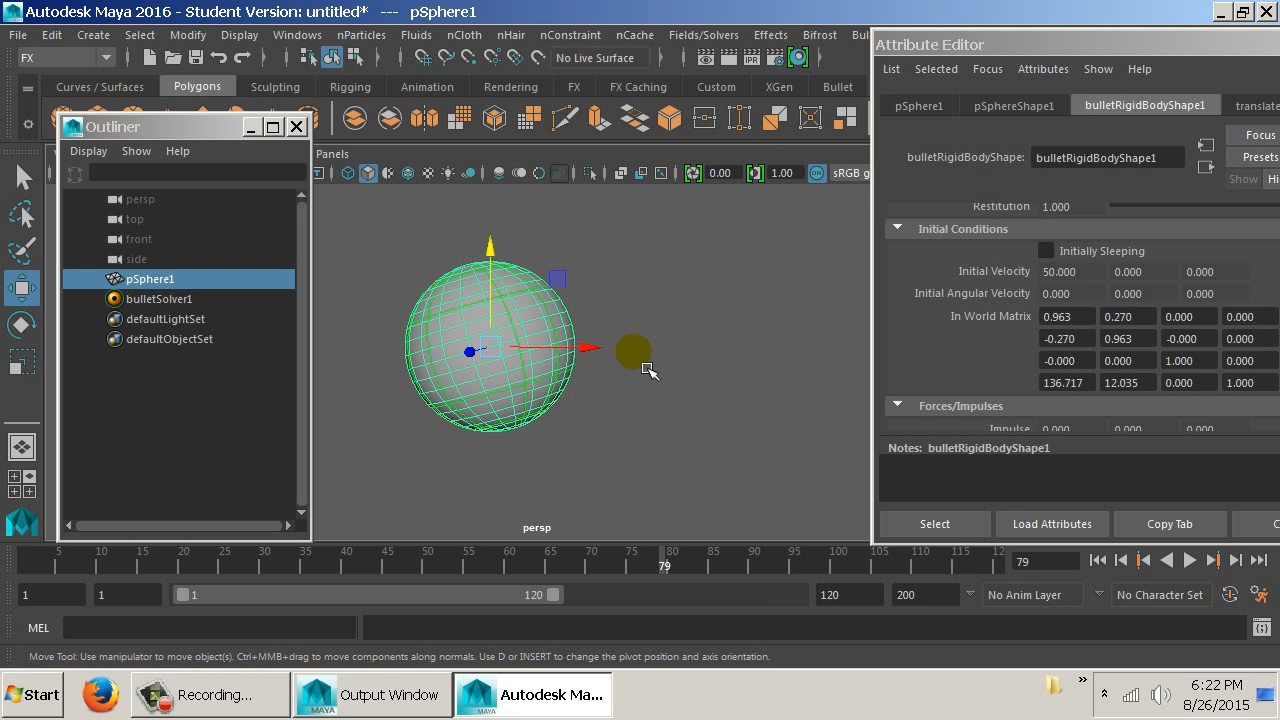 Autodesk Maya 2016 - Student Version: untitled* --- pSphere1
File Edit Create Select Modify Display Windows nParticles Fluids nCloth nHair nConstraint nCache Fields/Solvers Effects Bifrost
FX
No Live Surface
Curves / Surfaces Polygons Sculpting Rigging Animation Rendering FX FX Caching Custom XGen Bullet
Outliner
Display Show Help
persp
top
front
side
pSphere1
bulletSolver1
defaultLightSet
defaultObjectSet
Panels
0.00 1.00 sRGB g
persp
Attribute Editor
List Selected Focus Attributes Show Help
pSphere1 pSphereShape1 bulletRigidBodyShape1
bulletRigidBodyShape: bulletRigidBodyShape1
Focus
Presets
Show Hi
Restitution 1.000
Initial Conditions
Initially Sleeping
Initial Velocity 50.000 0.000 0.000
Initial Angular Velocity 0.000 0.000 0.000
In World Matrix 0.963 0.270 0.000 0.000
-0.270 0.963 -0.000 0.000
-0.000 0.000 1.000 0.000
136.717 12.035 0.000 1.000
Forces/Impulses
Impulse 0.000 0.000 0.000
Notes: bulletRigidBodyShape1
Select Load Attributes Copy Tab
5 10 15 20 25 30 35 40 45 50 55 60 65 70 75 80 85 90 95 100 105 110 115
79
79
1 1 1 120 120 200 No Anim Layer No Character Set
MEL
Move Tool: Use manipulator to move object(s). Ctrl+MMB+drag to move components along normals. Use D or INSERT to change the pivot position and axis orientation.
Start Recording... Output Window Autodesk Ma...
6:22 PM
8/26/2015